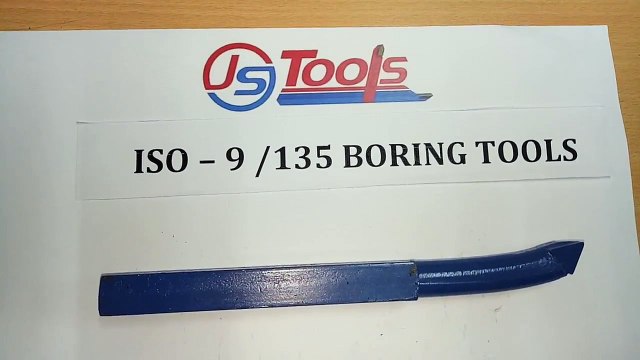 JS Tools
ISO – 9 /135 BORING TOOLS